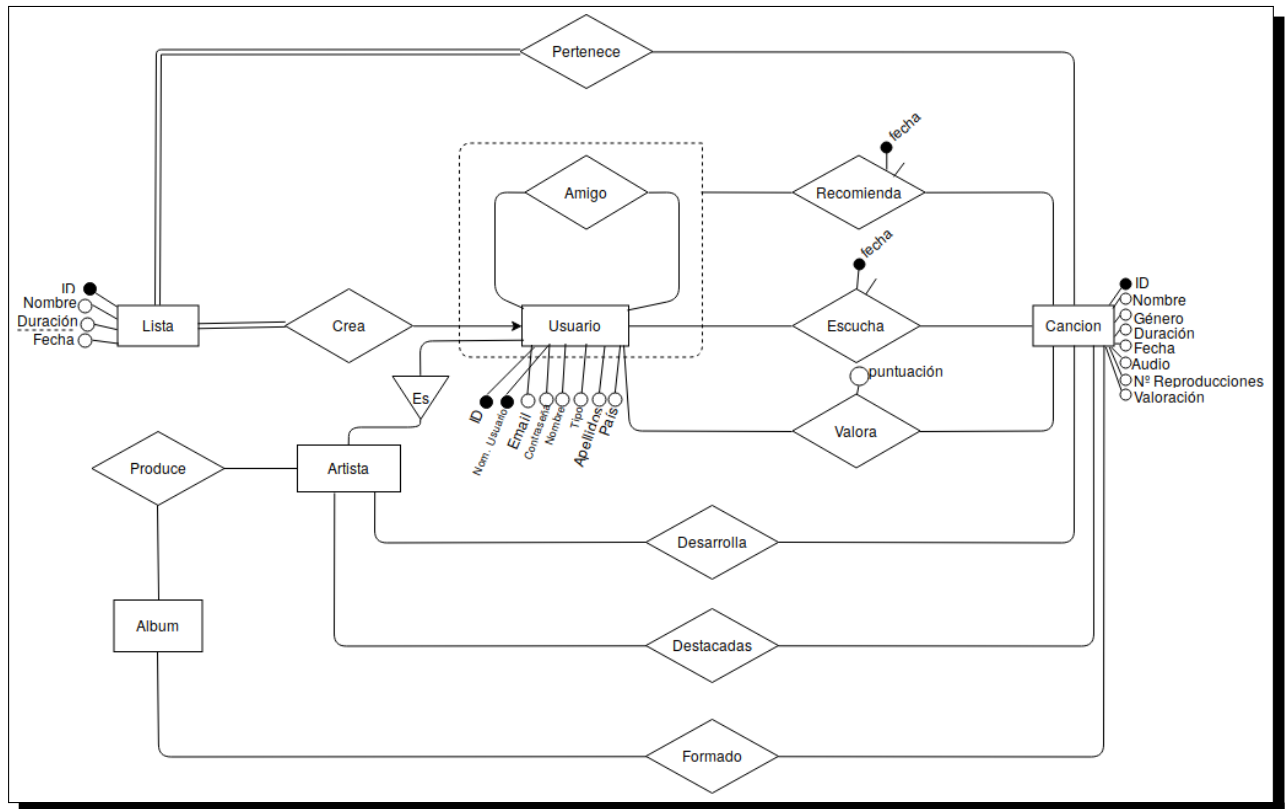 Pertenece
fecha
Amigo
Recomienda
fecha
ID
Nombre
Duración
Fecha
Lista
Crea
Usuario
Escucha
Cancion
ID
Nombre
Género
Duración
Fecha
Audio
Nº Reproducciones
Valoración
puntuación
Es
ID
Nom. Usuario
Email
Contraseña
Nombre
Tipo
Apellidos
País
Valora
Produce
Artista
Desarrolla
Album
Destacadas
Formado